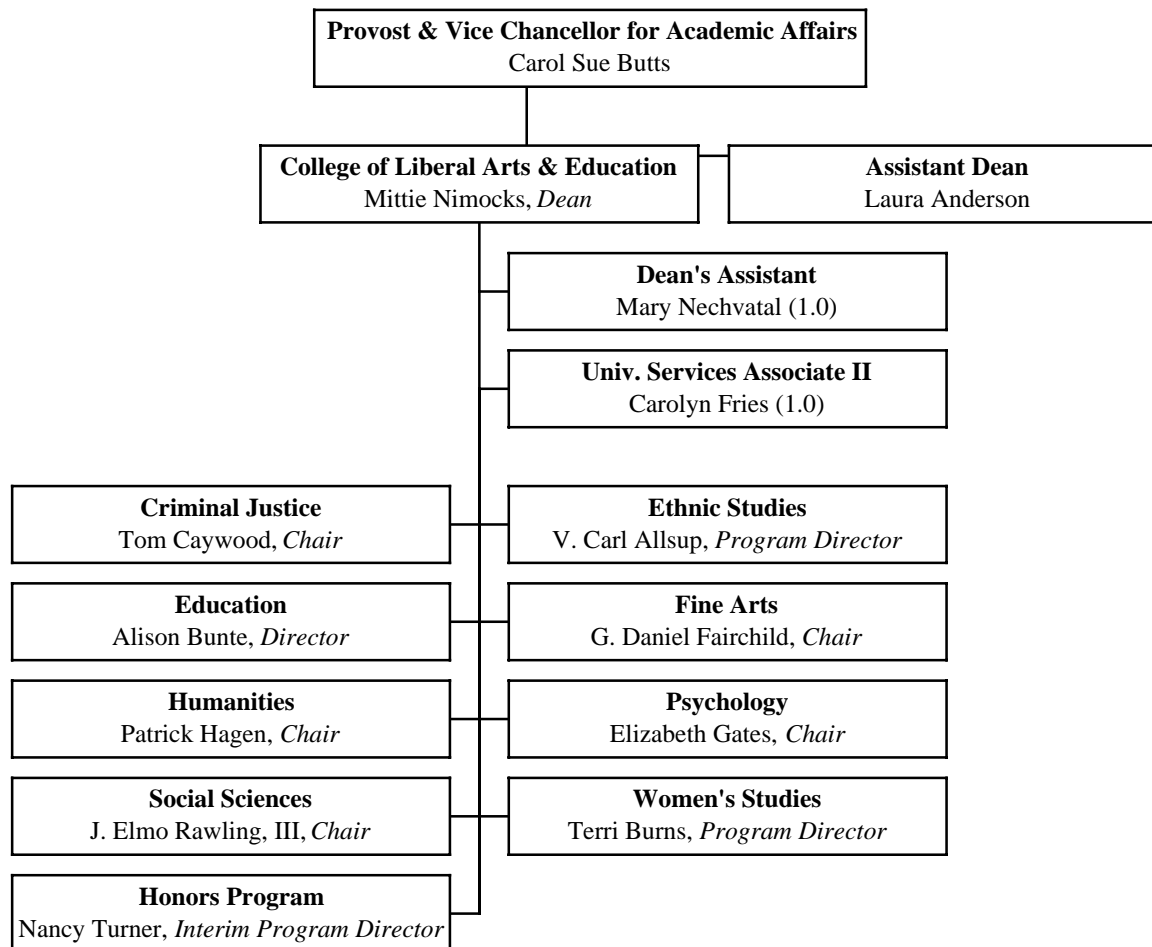 Provost & Vice Chancellor for Academic Affairs
Carol Sue Butts
College of Liberal Arts & Education
Mittie Nimocks, Dean
Assistant Dean
Laura Anderson
Dean's Assistant
Mary Nechvatal (1.0)
Univ. Services Associate II
Carolyn Fries (1.0)
Criminal Justice
Tom Caywood, Chair
Ethnic Studies
V. Carl Allsup, Program Director
Education
Alison Bunte, Director
Fine Arts
G. Daniel Fairchild, Chair
Humanities
Patrick Hagen, Chair
Psychology
Elizabeth Gates, Chair
Social Sciences
J. Elmo Rawling, III, Chair
Women's Studies
Terri Burns, Program Director
Honors Program
Nancy Turner, Interim Program Director